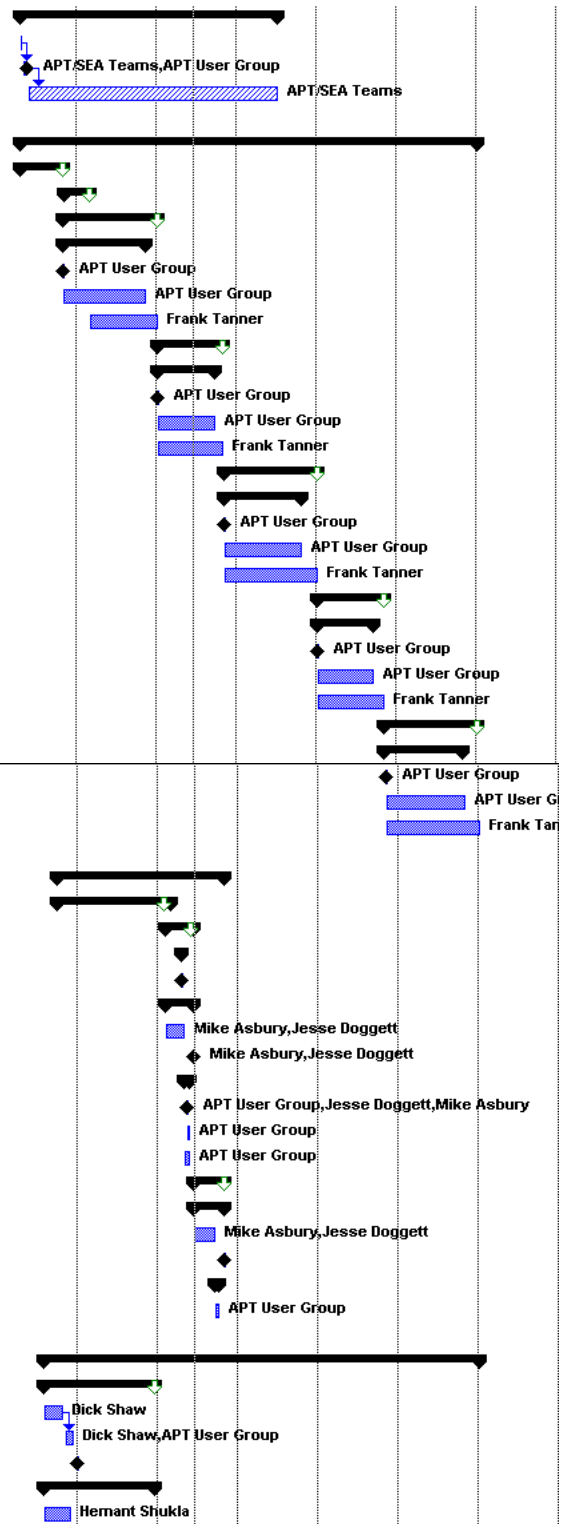 APT/SEA Teams,APT User Group
APT/SEA Teams
APT User Group
APT User Group
Frank Tanner
APT User Group
APT User Group
Frank Tanner
APT User Group
APT User Group
Frank Tanner
APT User Group
APT User Group
Frank Tanner
APT User Group
APT User G
Frank Tan
Mike Asbury,Jesse Doggett
Mike Asbury,Jesse Doggett
APT User Group,Jesse Doggett,Mike Asbury
APT User Group
APT User Group
Mike Asbury,Jesse Doggett
APT User Group
Dick Shaw
Dick Shaw,APT User Group
Hemant Shukla